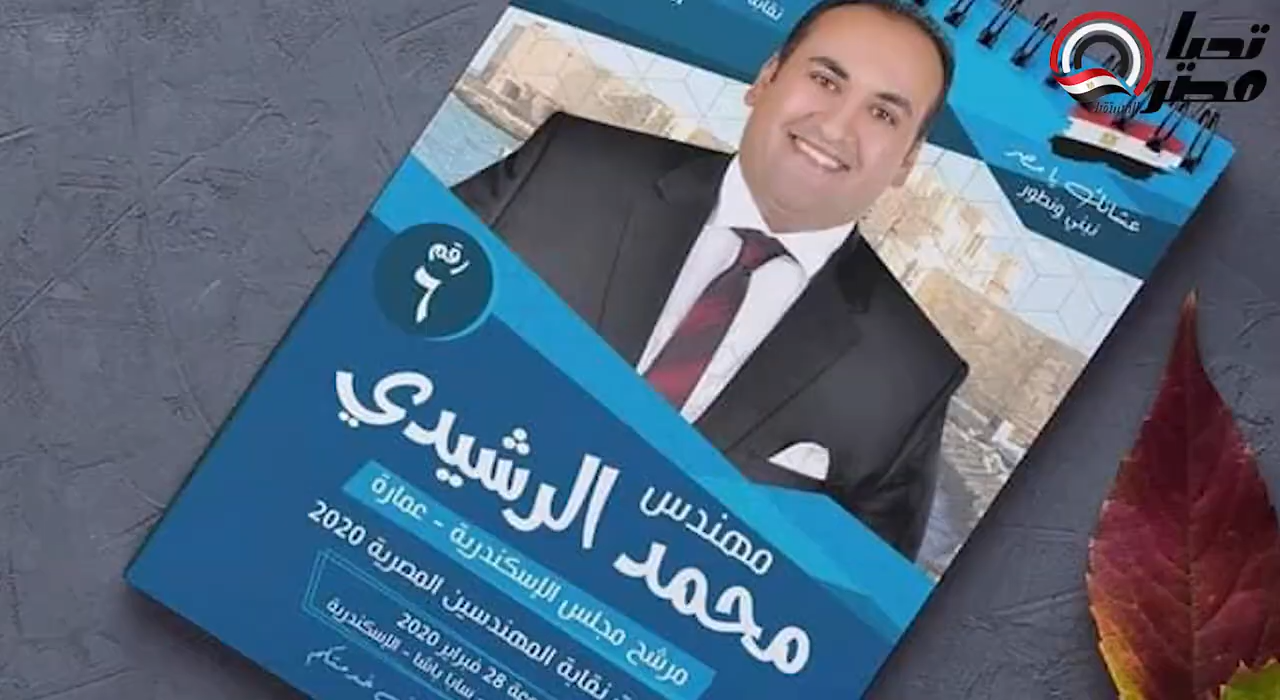 تحيا
مصر
نقابة
عشانك يا مصر
نبني ونطور
رقم
٦
مهندس
محمد الرشيدي
مرشح مجلس الإسكندرية - عمارة
نقابة المهندسين المصرية 2020
28 فبراير 2020
سابا باشا - الإسكندرية